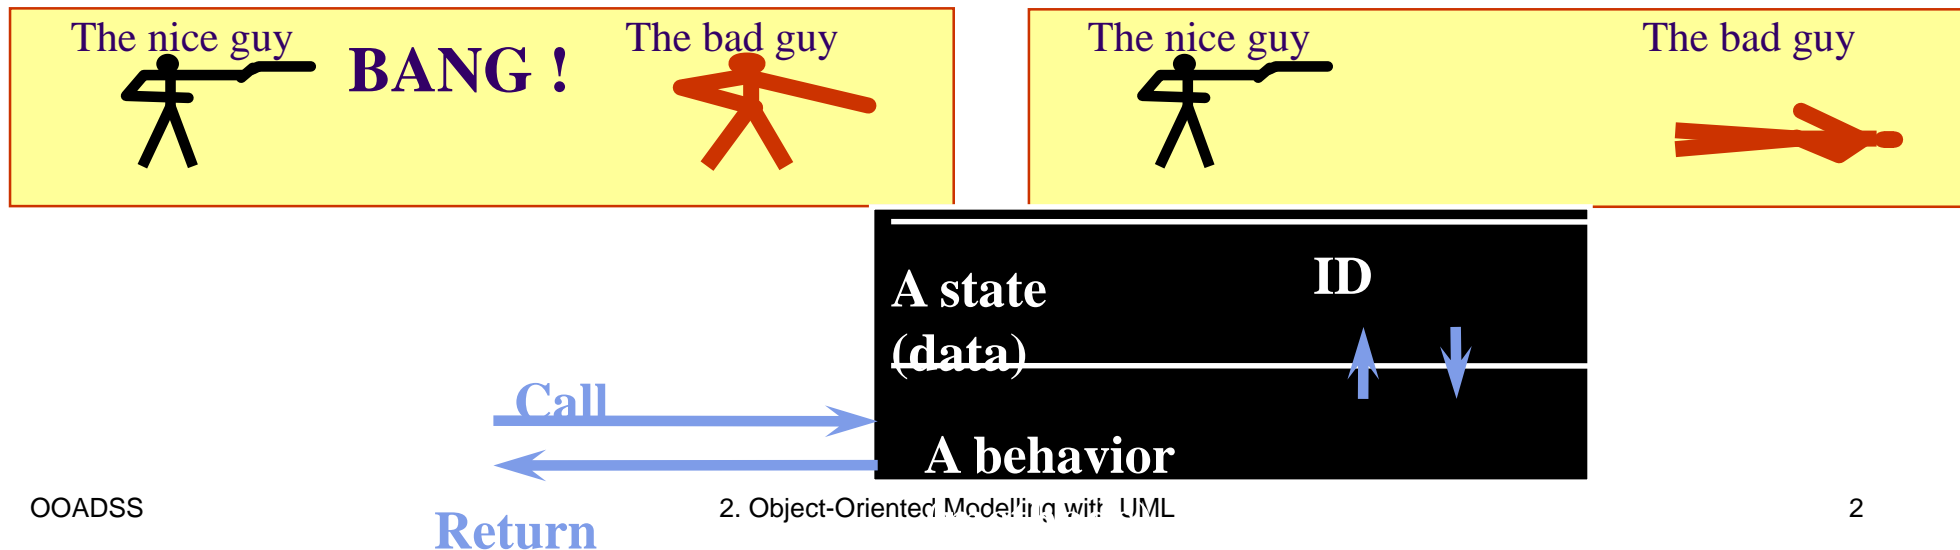 The nice guy
BANG !
The bad guy
The nice guy
The bad guy
A state
(data)
ID
Call
A behavior
Return
OOADSS
2. Object-Oriented Modelling with UML
2